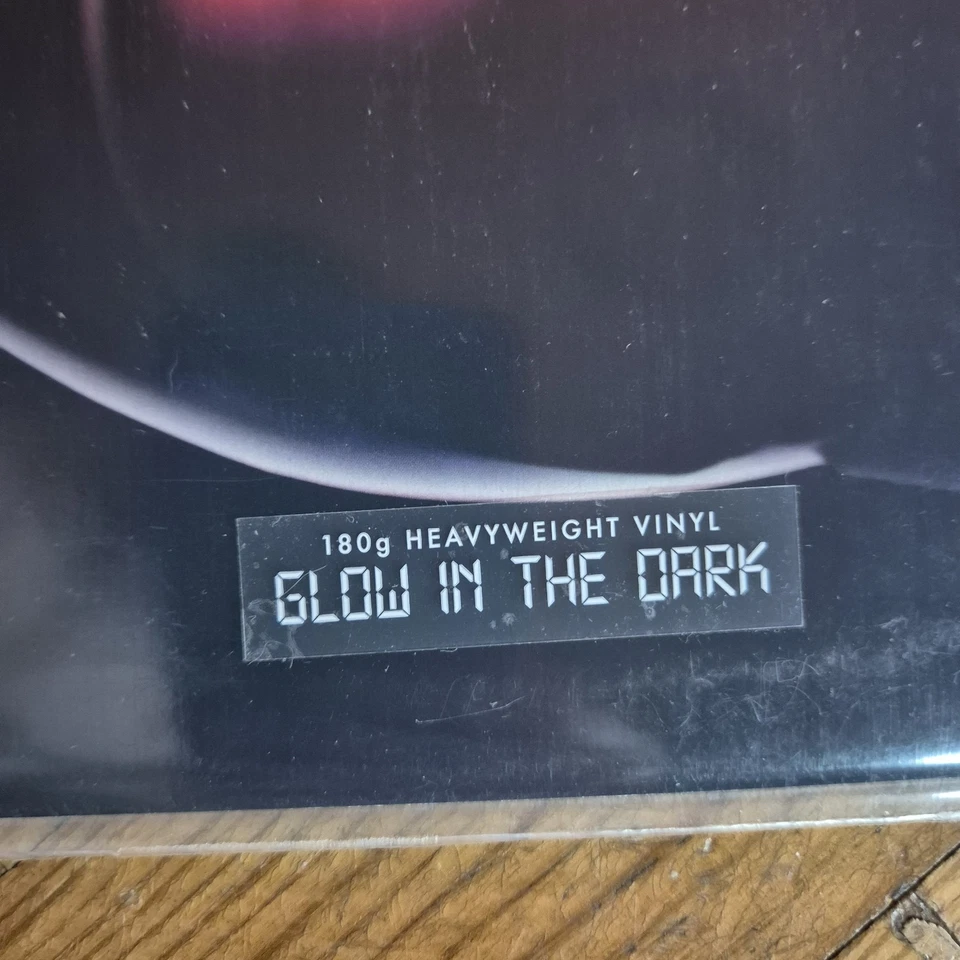 180g HEAVYWEIGHT VINYL
GLOW IN THE DARK